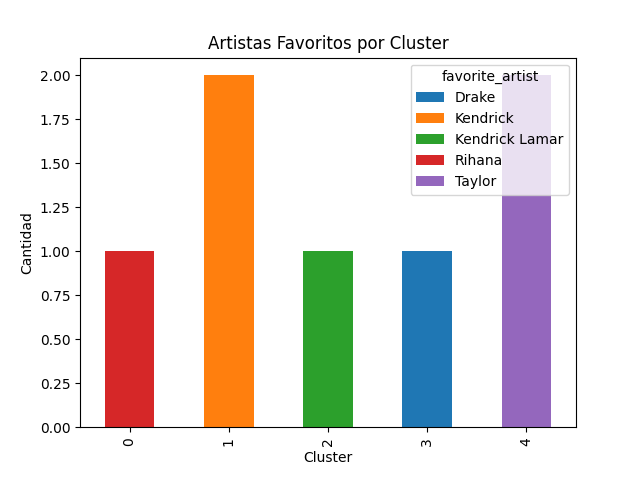 Artistas Favoritos por Cluster
favorite_artist
Drake
Kendrick
Kendrick Lamar
Rihana
Taylor
2.00
1.75
1.50
1.25
1.00
0.75
0.50
0.25
0.00
Cantidad
0
1
2
3
4
Cluster